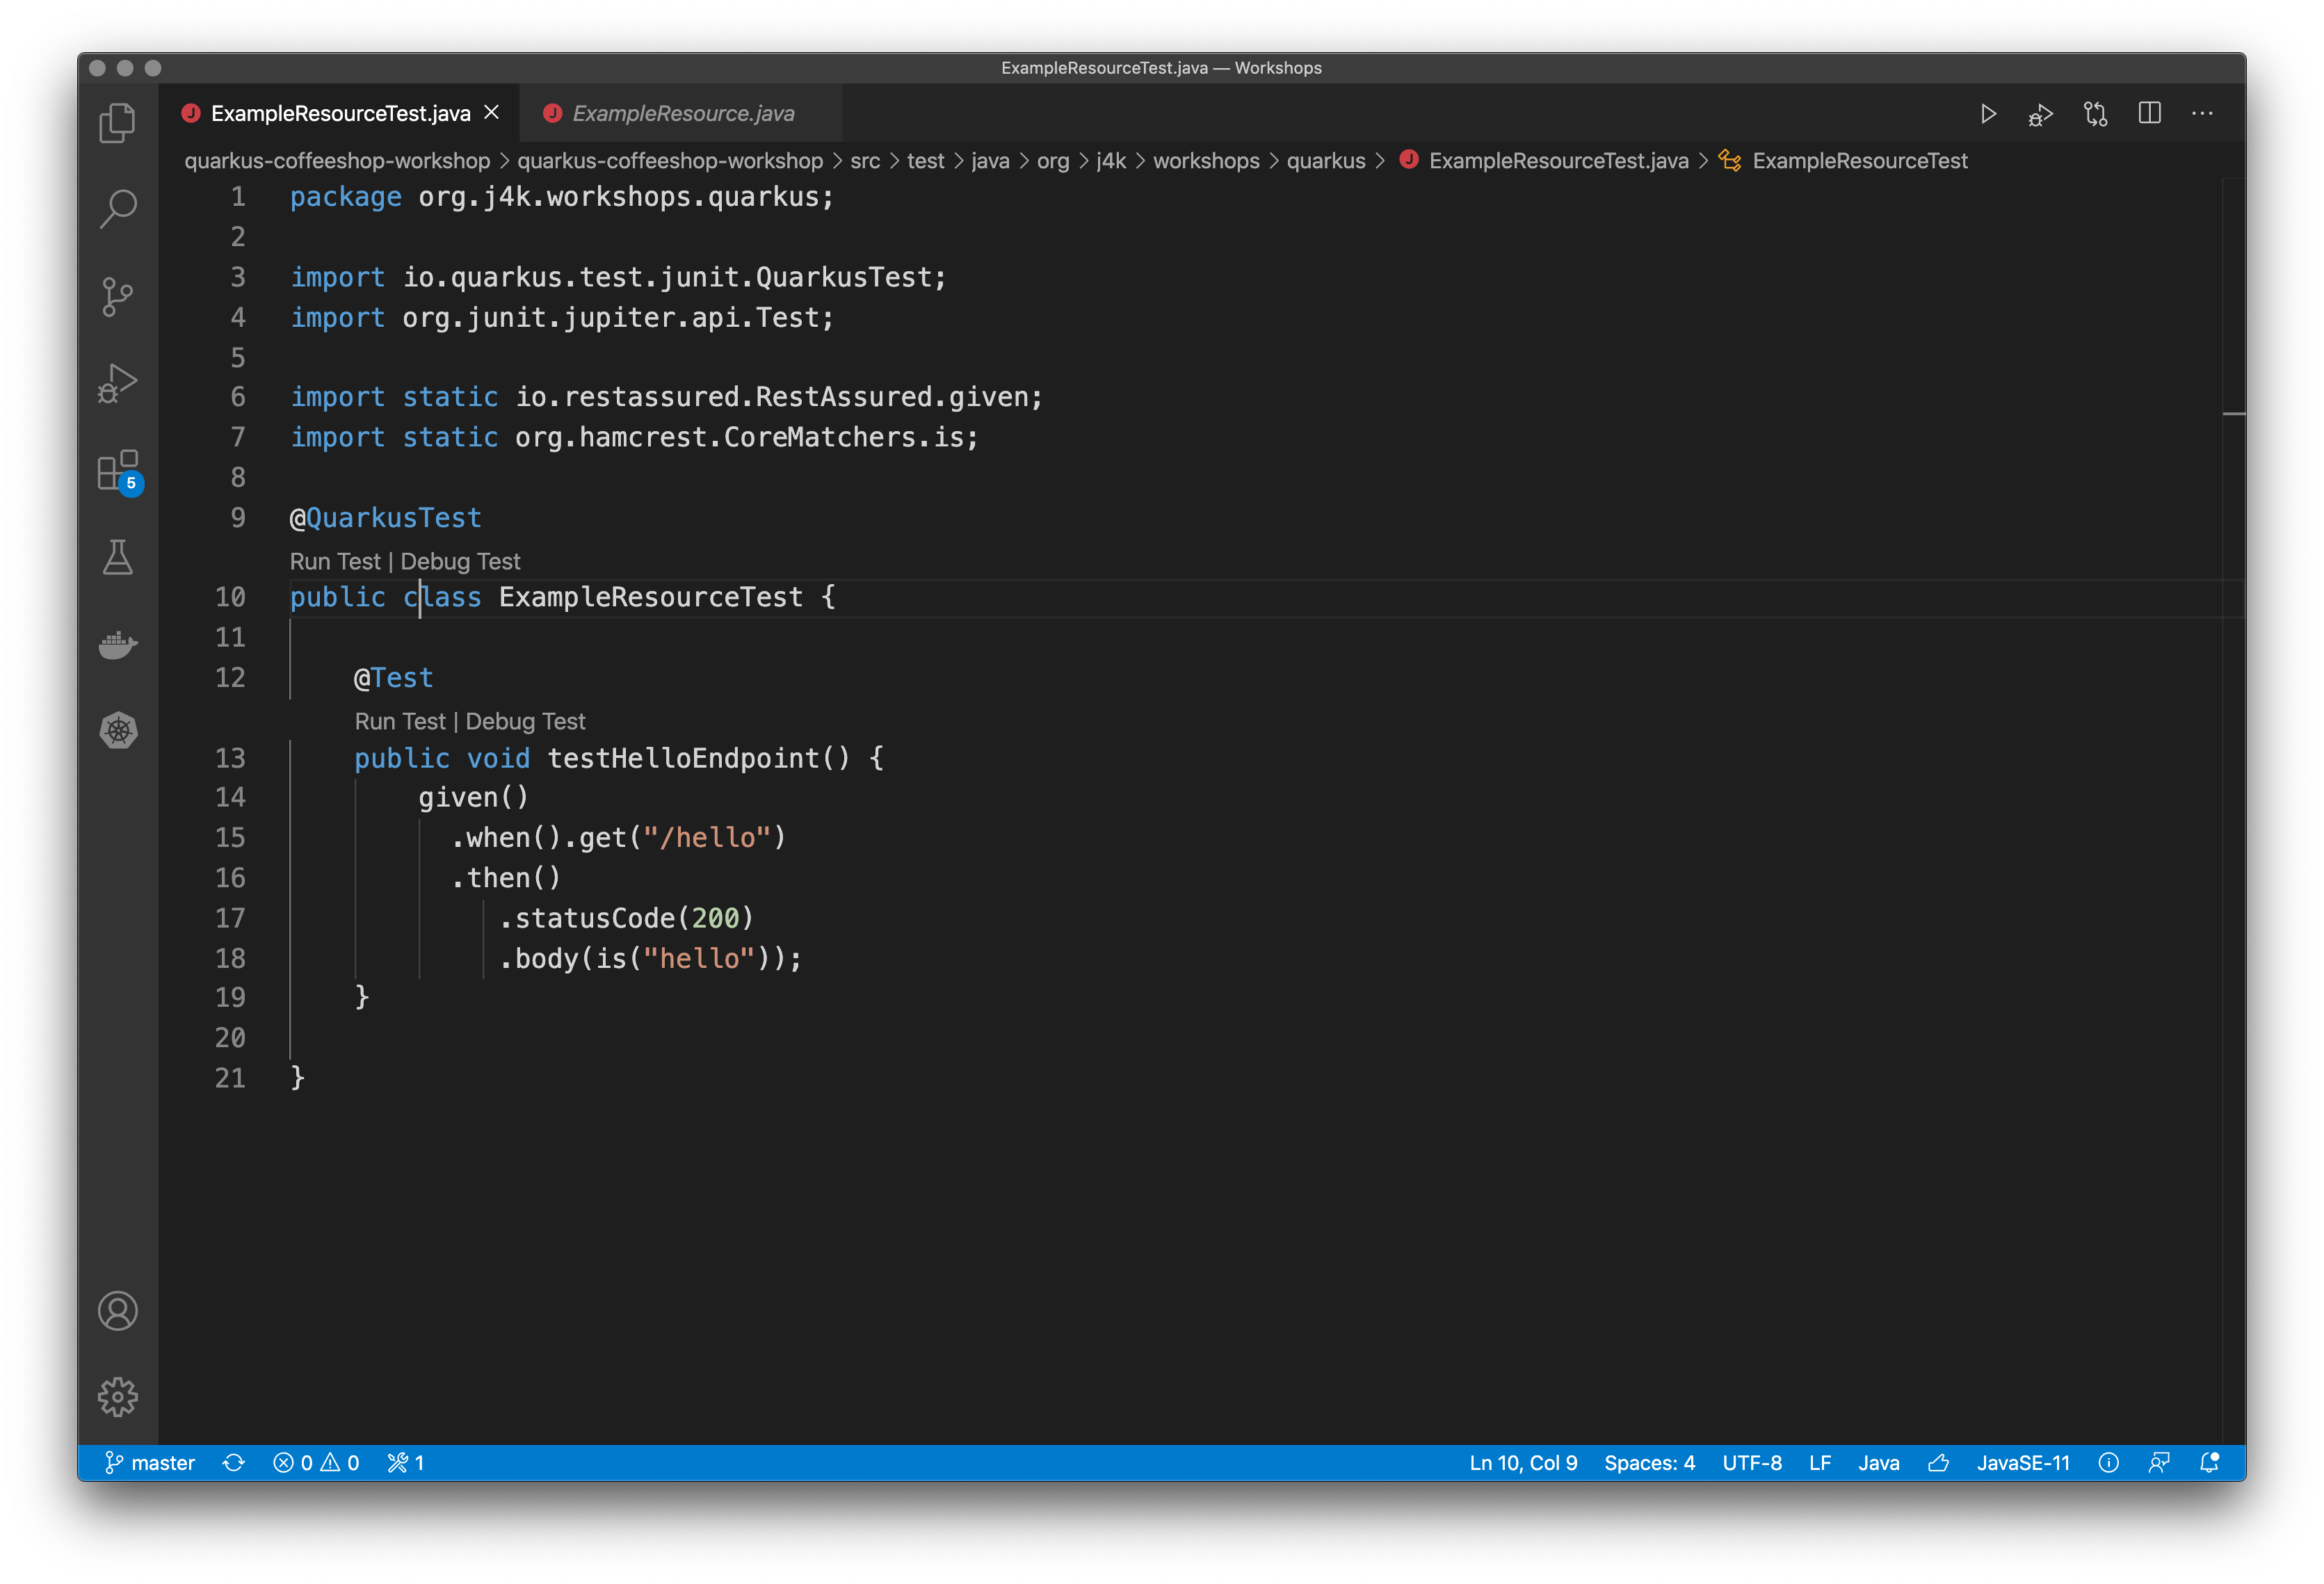 ExampleResourceTest.java — Workshops
ExampleResourceTest.java ExampleResource.java
quarkus-coffeeshop-workshop > quarkus-coffeeshop-workshop > src > test > java > org > j4k > workshops > quarkus > ExampleResourceTest.java > ExampleResourceTest
1 package org.j4k.workshops.quarkus;
2
3 import io.quarkus.test.junit.QuarkusTest;
4 import org.junit.jupiter.api.Test;
5
6 import static io.restassured.RestAssured.given;
7 import static org.hamcrest.CoreMatchers.is;
8
9 @QuarkusTest
Run Test | Debug Test
10 public class ExampleResourceTest {
11
12 @Test
Run Test | Debug Test
13 public void testHelloEndpoint() {
14 given()
15 .when().get("/hello")
16 .then()
17 .statusCode(200)
18 .body(is("hello"));
19 }
20
21 }
5
master 0 0 1 Ln 10, Col 9 Spaces: 4 UTF-8 LF Java JavaSE-11